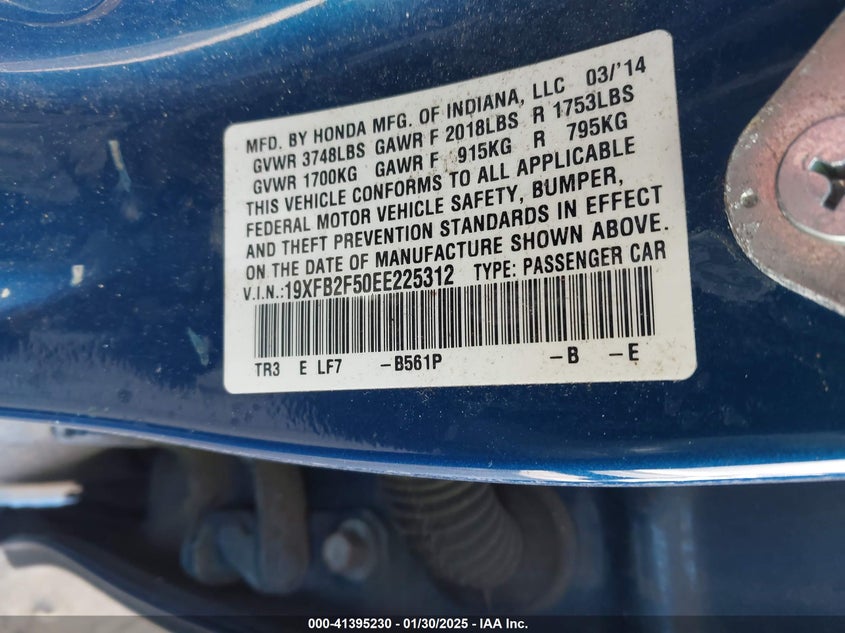 MFD. BY HONDA MFG. OF INDIANA, LLC 03/'14
GVWR 3748LBS GAWR F 2018LBS R 1753LBS
GVWR 1700KG GAWR F 915KG R 795KG
THIS VEHICLE CONFORMS TO ALL APPLICABLE
FEDERAL MOTOR VEHICLE SAFETY, BUMPER,
AND THEFT PREVENTION STANDARDS IN EFFECT
ON THE DATE OF MANUFACTURE SHOWN ABOVE.
V.I.N.:19XFB2F50EE225312 TYPE: PASSENGER CAR
TR3 E LF7 -B561P -B -E
000-41395230 - 01/30/2025 - IAA Inc.